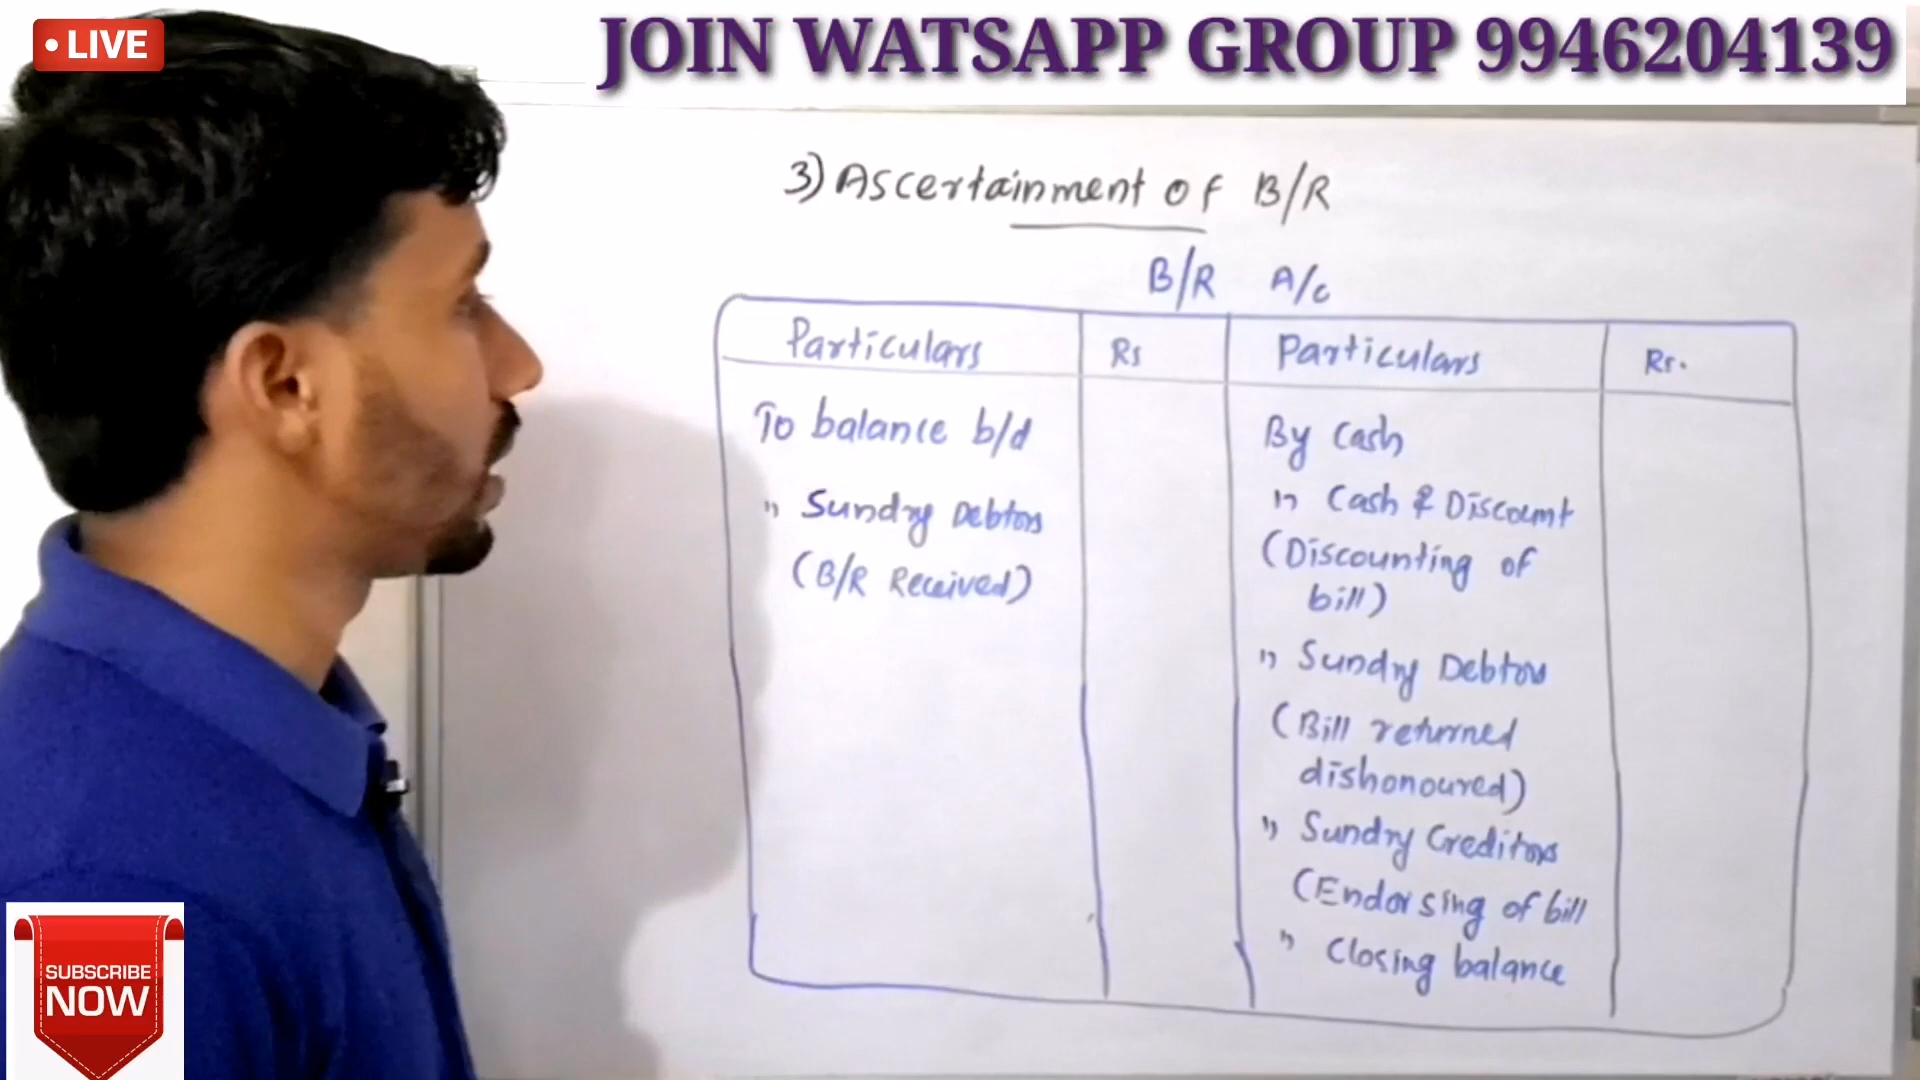 • LIVE
JOIN WATSAPP GROUP 9946204139
3) Ascertainment of B/R
B/R A/c
Particulars Rs Particulars Rs.
To balance b/d
" Sundry Debtors
(B/R Received)
By Cash
" Cash & Discount
(Discounting of
bill)
" Sundry Debtors
(Bill returned
dishonoured)
" Sundry Creditors
(Endorsing of bill
" Closing balance
SUBSCRIBE
NOW